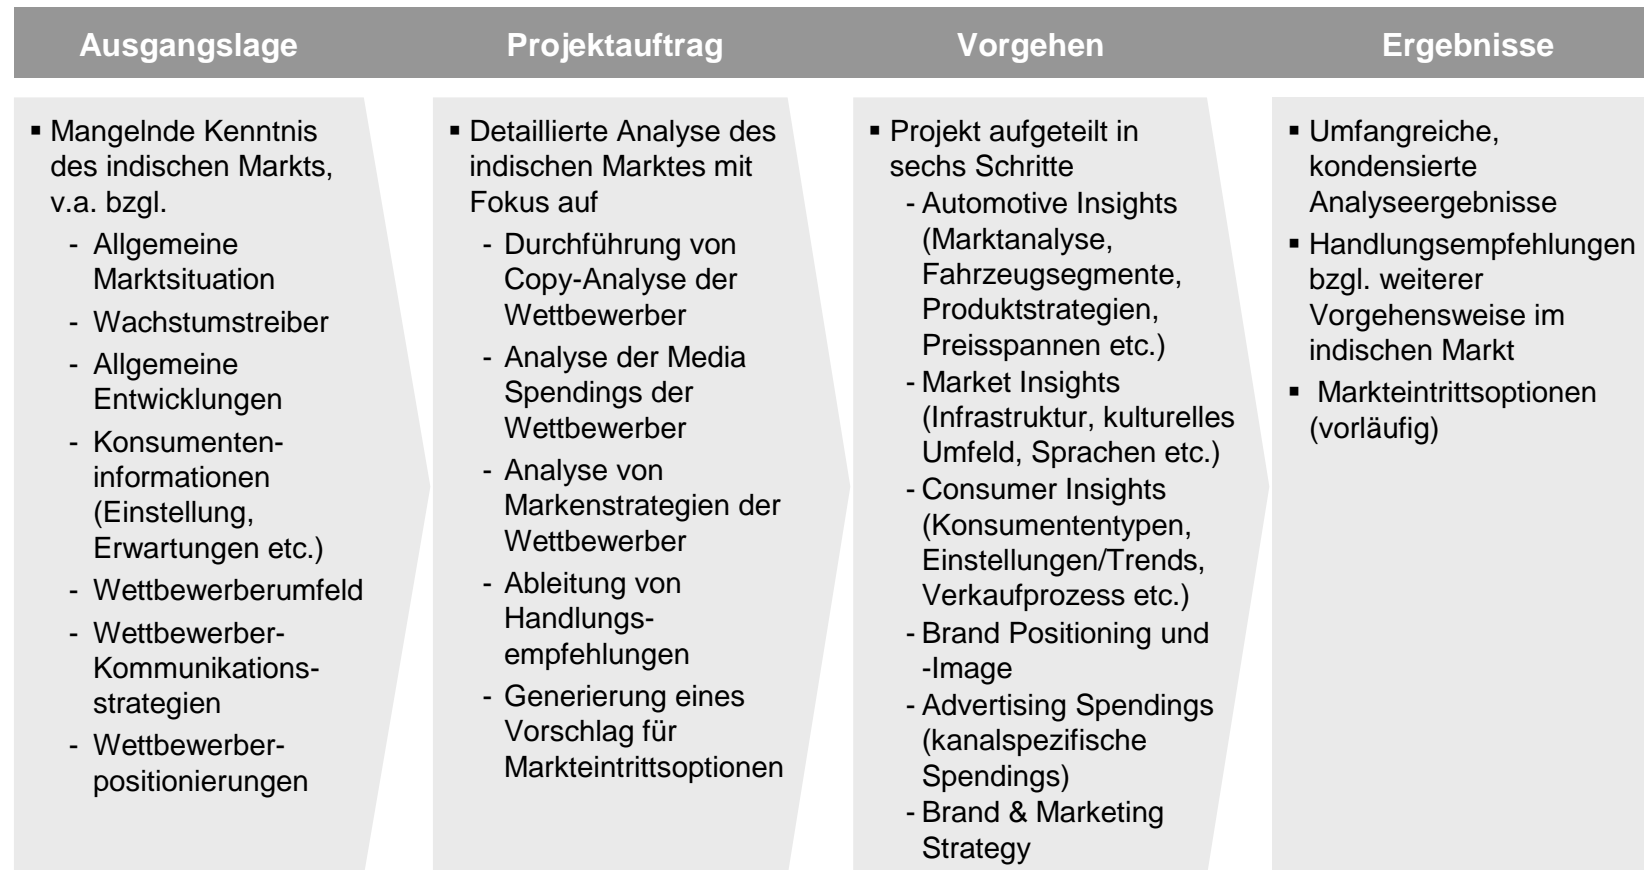 Ausgangslage
Projektauftrag
Vorgehen
Ergebnisse
▪ Mangelnde Kenntnis
des indischen Markts,
v.a. bzgl.
- Allgemeine
Marktsituation
- Wachstumstreiber
- Allgemeine
Entwicklungen
- Konsumenten-
informationen
(Einstellung,
Erwartungen etc.)
- Wettbewerberumfeld
- Wettbewerber-
Kommunikations-
strategien
- Wettbewerber-
positionierungen
▪ Detaillierte Analyse des
indischen Marktes mit
Fokus auf
- Durchführung von
Copy-Analyse der
Wettbewerber
- Analyse der Media
Spendings der
Wettbewerber
- Analyse von
Markenstrategien der
Wettbewerber
- Ableitung von
Handlungs-
empfehlungen
- Generierung eines
Vorschlag für
Markteintrittsoptionen
▪ Projekt aufgeteilt in
sechs Schritte
- Automotive Insights
(Marktanalyse,
Fahrzeugsegmente,
Produktstrategien,
Preisspannen etc.)
- Market Insights
(Infrastruktur, kulturelles
Umfeld, Sprachen etc.)
- Consumer Insights
(Konsumententypen,
Einstellungen/Trends,
Verkaufprozess etc.)
- Brand Positioning und
-Image
- Advertising Spendings
(kanalspezifische
Spendings)
- Brand & Marketing
Strategy
▪ Umfangreiche,
kondensierte
Analyseergebnisse
▪ Handlungsempfehlungen
bzgl. weiterer
Vorgehensweise im
indischen Markt
▪ Markteintrittsoptionen
(vorläufig)